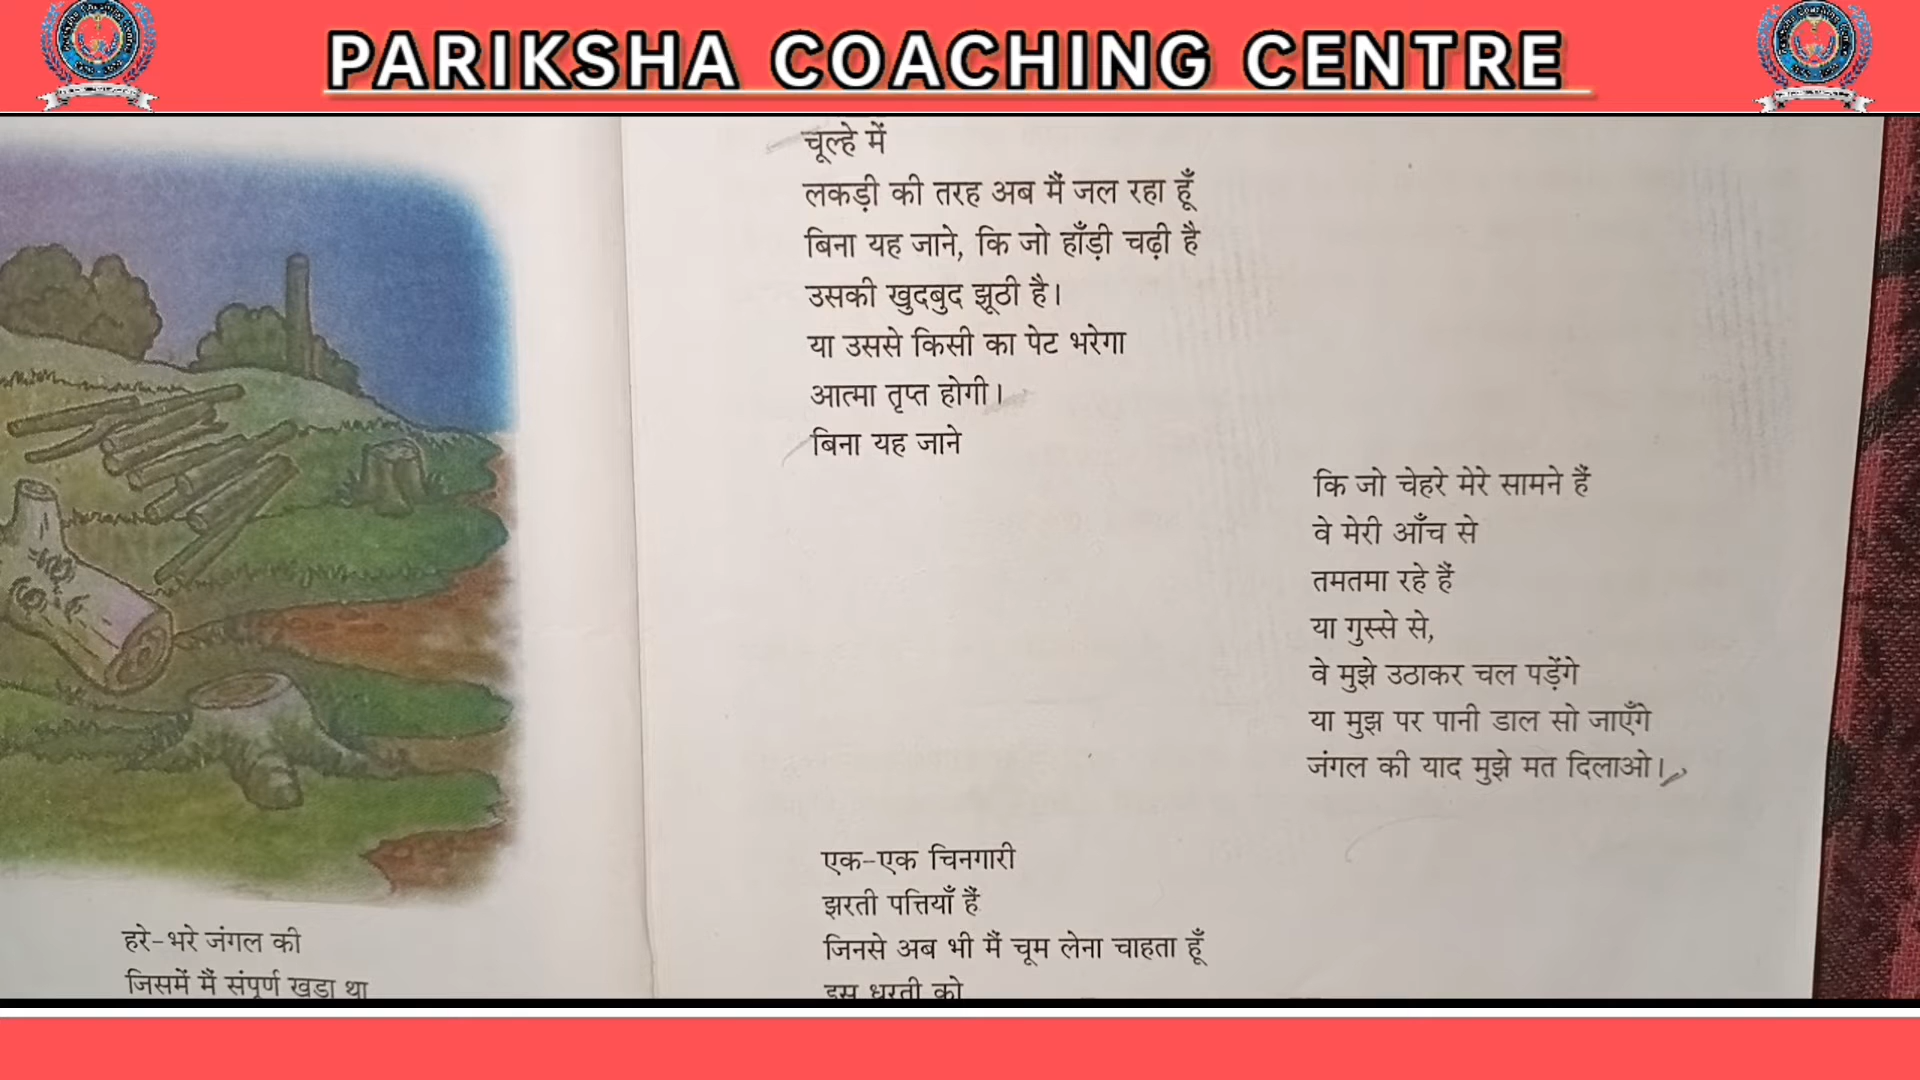 PARIKSHA COACHING CENTRE
हरे-भरे जंगल की
जिसमें मैं संपूर्ण खड़ा था
चूल्हे में
लकड़ी की तरह अब मैं जल रहा हूँ
बिना यह जाने, कि जो हाँड़ी चढ़ी है
उसकी खुदबुद झूठी है।
या उससे किसी का पेट भरेगा
आत्मा तृप्त होगी।
बिना यह जाने
कि जो चेहरे मेरे सामने हैं
वे मेरी आँच से
तमतमा रहे हैं
या गुस्से से,
वे मुझे उठाकर चल पड़ेंगे
या मुझ पर पानी डाल सो जाएँगे
जंगल की याद मुझे मत दिलाओ।
एक-एक चिनगारी
झरती पत्तियाँ हैं
जिनसे अब भी मैं चूम लेना चाहता हूँ
इस धरती को